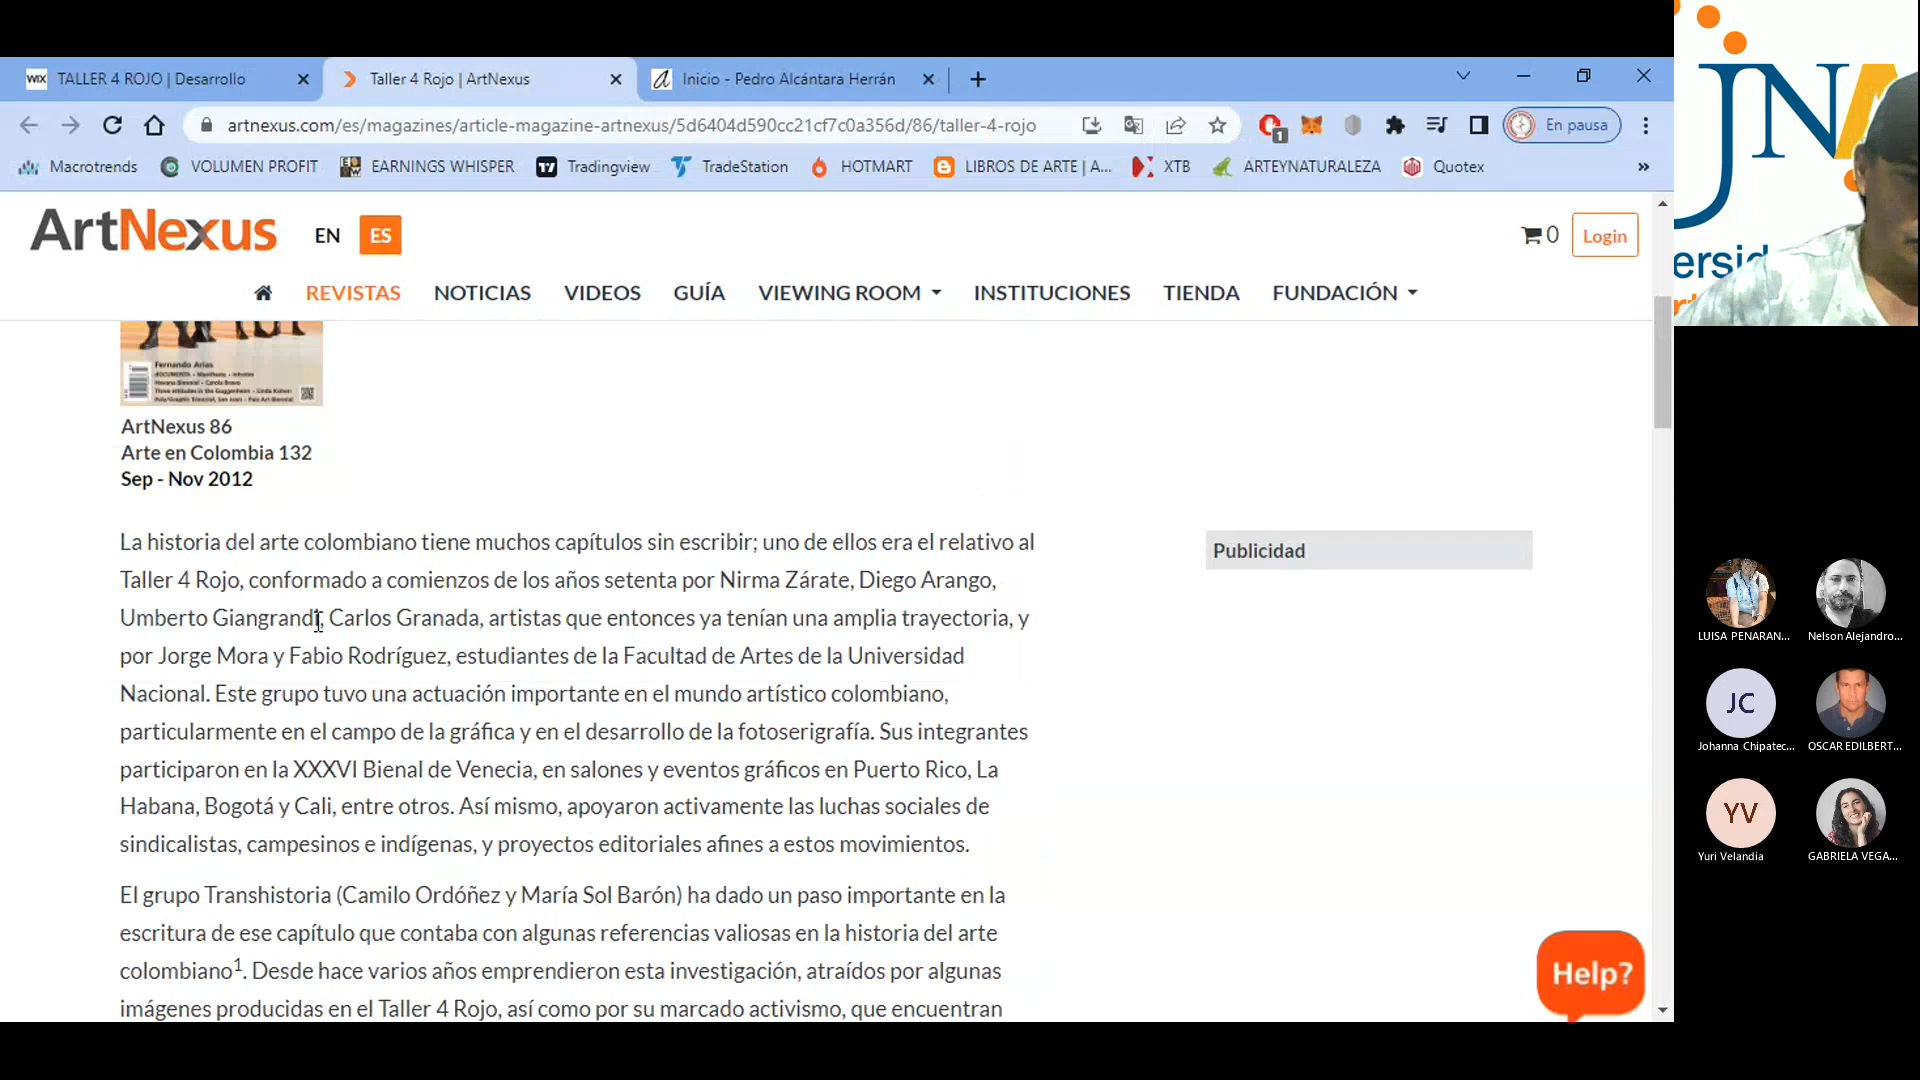 WIX TALLER 4 ROJO | Desarrollo
Taller 4 Rojo | ArtNexus
Inicio - Pedro Alcántara Herrán
artnexus.com/es/magazines/article-magazine-artnexus/5d6404d590cc21cf7c0a356d/86/taller-4-rojo
1
En pausa
Macrotrends
VOLUMEN PROFIT
EARNINGS WHISPER
Tradingview
TradeStation
HOTMART
LIBROS DE ARTE | A...
XTB
ARTEYNATURALEZA
Quotex
»
ArtNexus
EN
ES
0
Login
REVISTAS
NOTICIAS
VIDEOS
GUÍA
VIEWING ROOM
INSTITUCIONES
TIENDA
FUNDACIÓN
Fernando Arias
ArtNexus 86
Arte en Colombia 132
Sep - Nov 2012
La historia del arte colombiano tiene muchos capítulos sin escribir; uno de ellos era el relativo al
Taller 4 Rojo, conformado a comienzos de los años setenta por Nirma Zárate, Diego Arango,
Umberto Giangrandi, Carlos Granada, artistas que entonces ya tenían una amplia trayectoria, y
por Jorge Mora y Fabio Rodríguez, estudiantes de la Facultad de Artes de la Universidad
Nacional. Este grupo tuvo una actuación importante en el mundo artístico colombiano,
particularmente en el campo de la gráfica y en el desarrollo de la fotoserigrafía. Sus integrantes
participaron en la XXXVI Bienal de Venecia, en salones y eventos gráficos en Puerto Rico, La
Habana, Bogotá y Cali, entre otros. Así mismo, apoyaron activamente las luchas sociales de
sindicalistas, campesinos e indígenas, y proyectos editoriales afines a estos movimientos.
El grupo Transhistoria (Camilo Ordóñez y María Sol Barón) ha dado un paso importante en la
escritura de ese capítulo que contaba con algunas referencias valiosas en la historia del arte
colombiano1. Desde hace varios años emprendieron esta investigación, atraídos por algunas
imágenes producidas en el Taller 4 Rojo, así como por su marcado activismo, que encuentran
Publicidad
Help?
JNA
ersid
LUISA PENARAN...
Nelson Alejandro...
JC
Johanna Chipatec...
OSCAR EDILBERT...
YV
Yuri Velandia
GABRIELA VEGA...